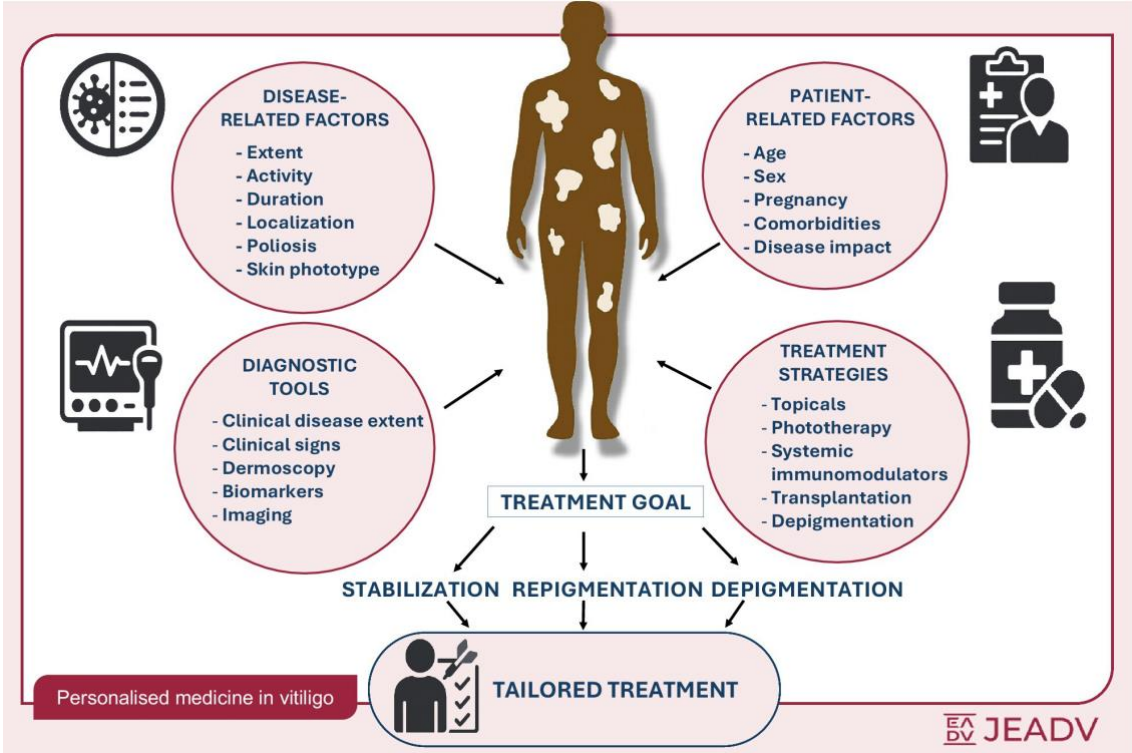 DISEASE-
RELATED FACTORS
- Extent
- Activity
- Duration
- Localization
- Poliosis
- Skin phototype
PATIENT-
RELATED FACTORS
- Age
- Sex
- Pregnancy
- Comorbidities
- Disease impact
DIAGNOSTIC
TOOLS
- Clinical disease extent
- Clinical signs
- Dermoscopy
- Biomarkers
- Imaging
TREATMENT
STRATEGIES
- Topicals
- Phototherapy
- Systemic
immunomodulators
- Transplantation
- Depigmentation
TREATMENT GOAL
STABILIZATION REPIGMENTATION DEPIGMENTATION
TAILORED TREATMENT
Personalised medicine in vitiligo
EADV JEADV